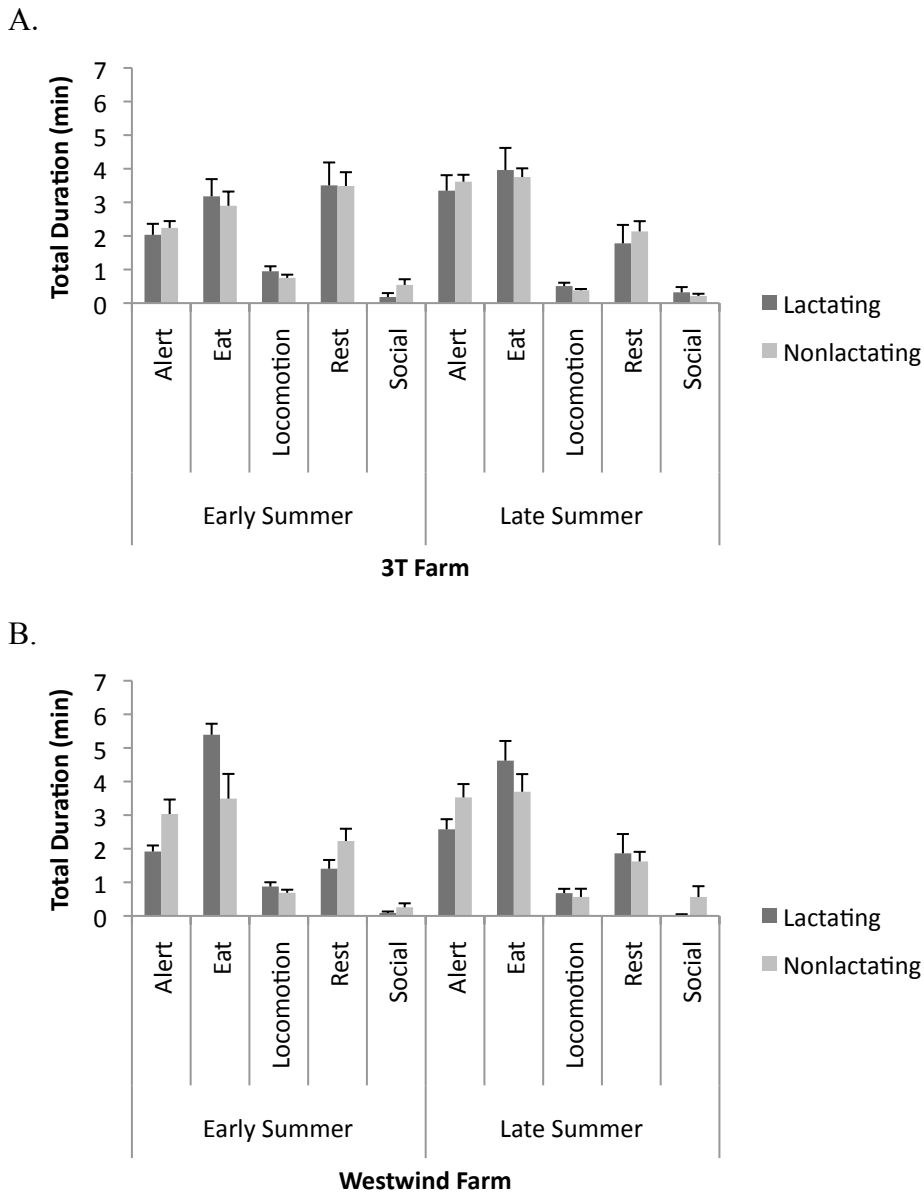 A.
Total Duration (min)
7
6
5
4
3
2
1
0
Alert
Eat
Locomotion
Rest
Social
Alert
Eat
Locomotion
Rest
Social
Early Summer
Late Summer
3T Farm
Lactating
Nonlactating
B.
Total Duration (min)
7
6
5
4
3
2
1
0
Alert
Eat
Locomotion
Rest
Social
Alert
Eat
Locomotion
Rest
Social
Early Summer
Late Summer
Westwind Farm
Lactating
Nonlactating